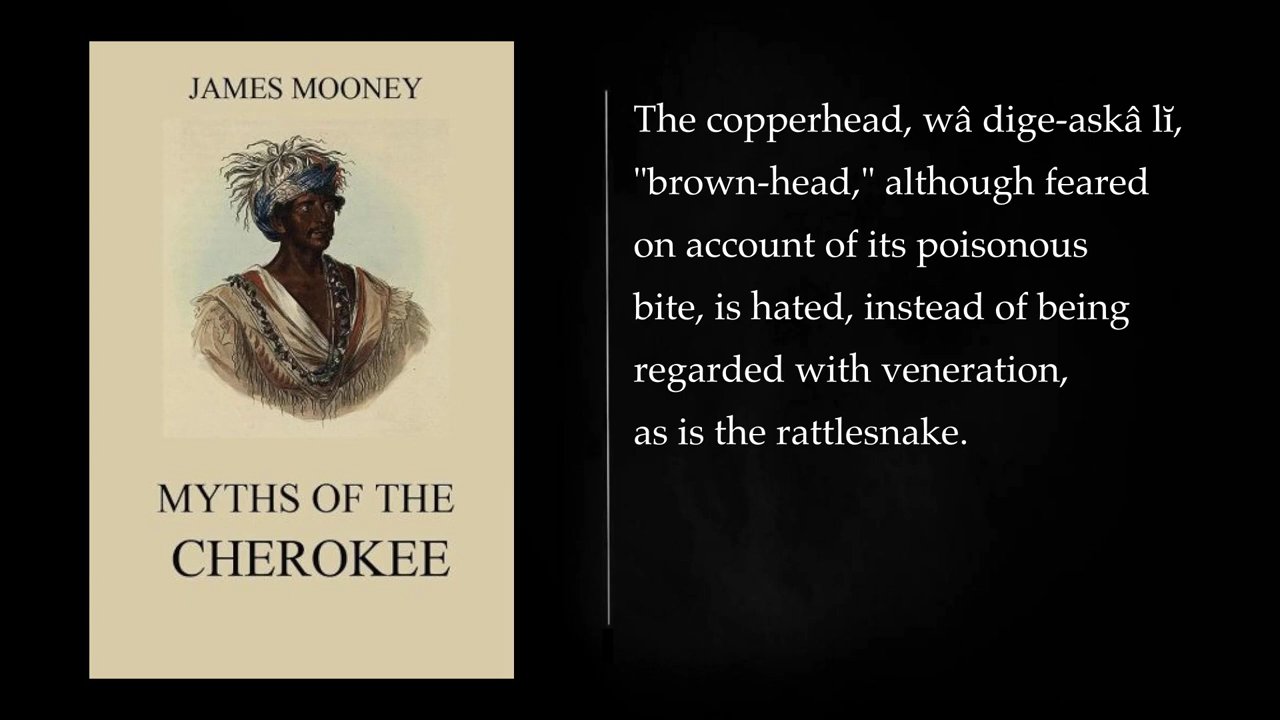 JAMES MOONEY
MYTHS OF THE
CHEROKEE
The copperhead, wâ dige-askâ lĭ,
"brown-head," although feared
on account of its poisonous
bite, is hated, instead of being
regarded with veneration,
as is the rattlesnake.